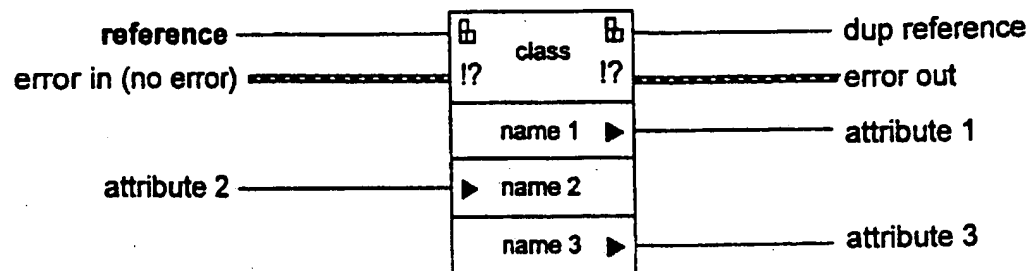 reference
class
dup reference
error in (no error)
!?
!?
error out
name 1
attribute 1
attribute 2
name 2
name 3
attribute 3